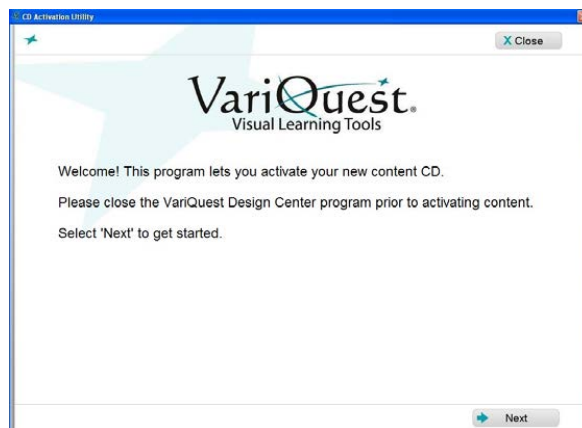 CD Activation Utility
X Close
VariQuest®
Visual Learning Tools
Welcome! This program lets you activate your new content CD.
Please close the VariQuest Design Center program prior to activating content.
Select 'Next' to get started.
Next